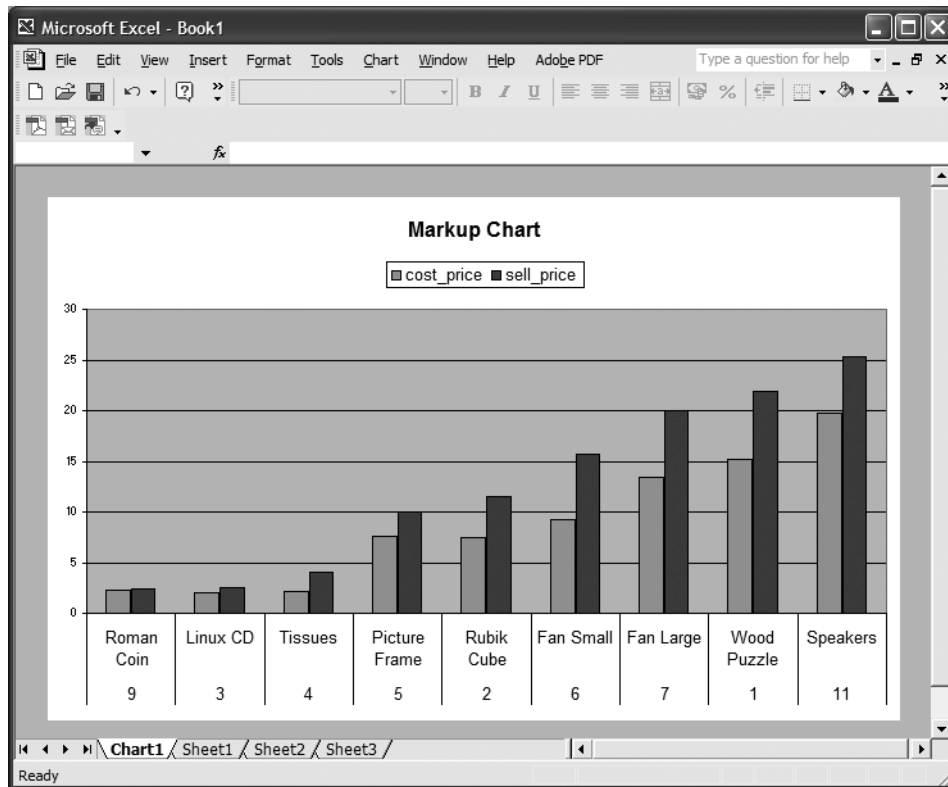 Microsoft Excel - Book1
File Edit View Insert Format Tools Chart Window Help Adobe PDF Type a question for help
B I U %  A
fx
Markup Chart
cost_price sell_price
30
25
20
15
10
5
0
Roman Coin Linux CD Tissues Picture Frame Rubik Cube Fan Small Fan Large Wood Puzzle Speakers
9 3 4 5 2 6 7 1 11
Chart1 Sheet1 Sheet2 Sheet3
Ready